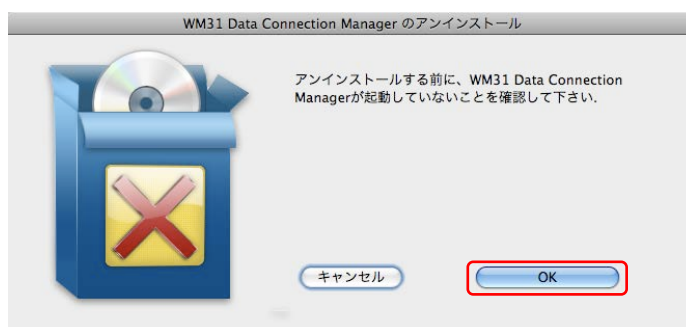 WM31 Data Connection Manager のアンインストール
アンインストールする前に、WM31 Data Connection
Managerが起動していないことを確認して下さい.
キャンセル
OK